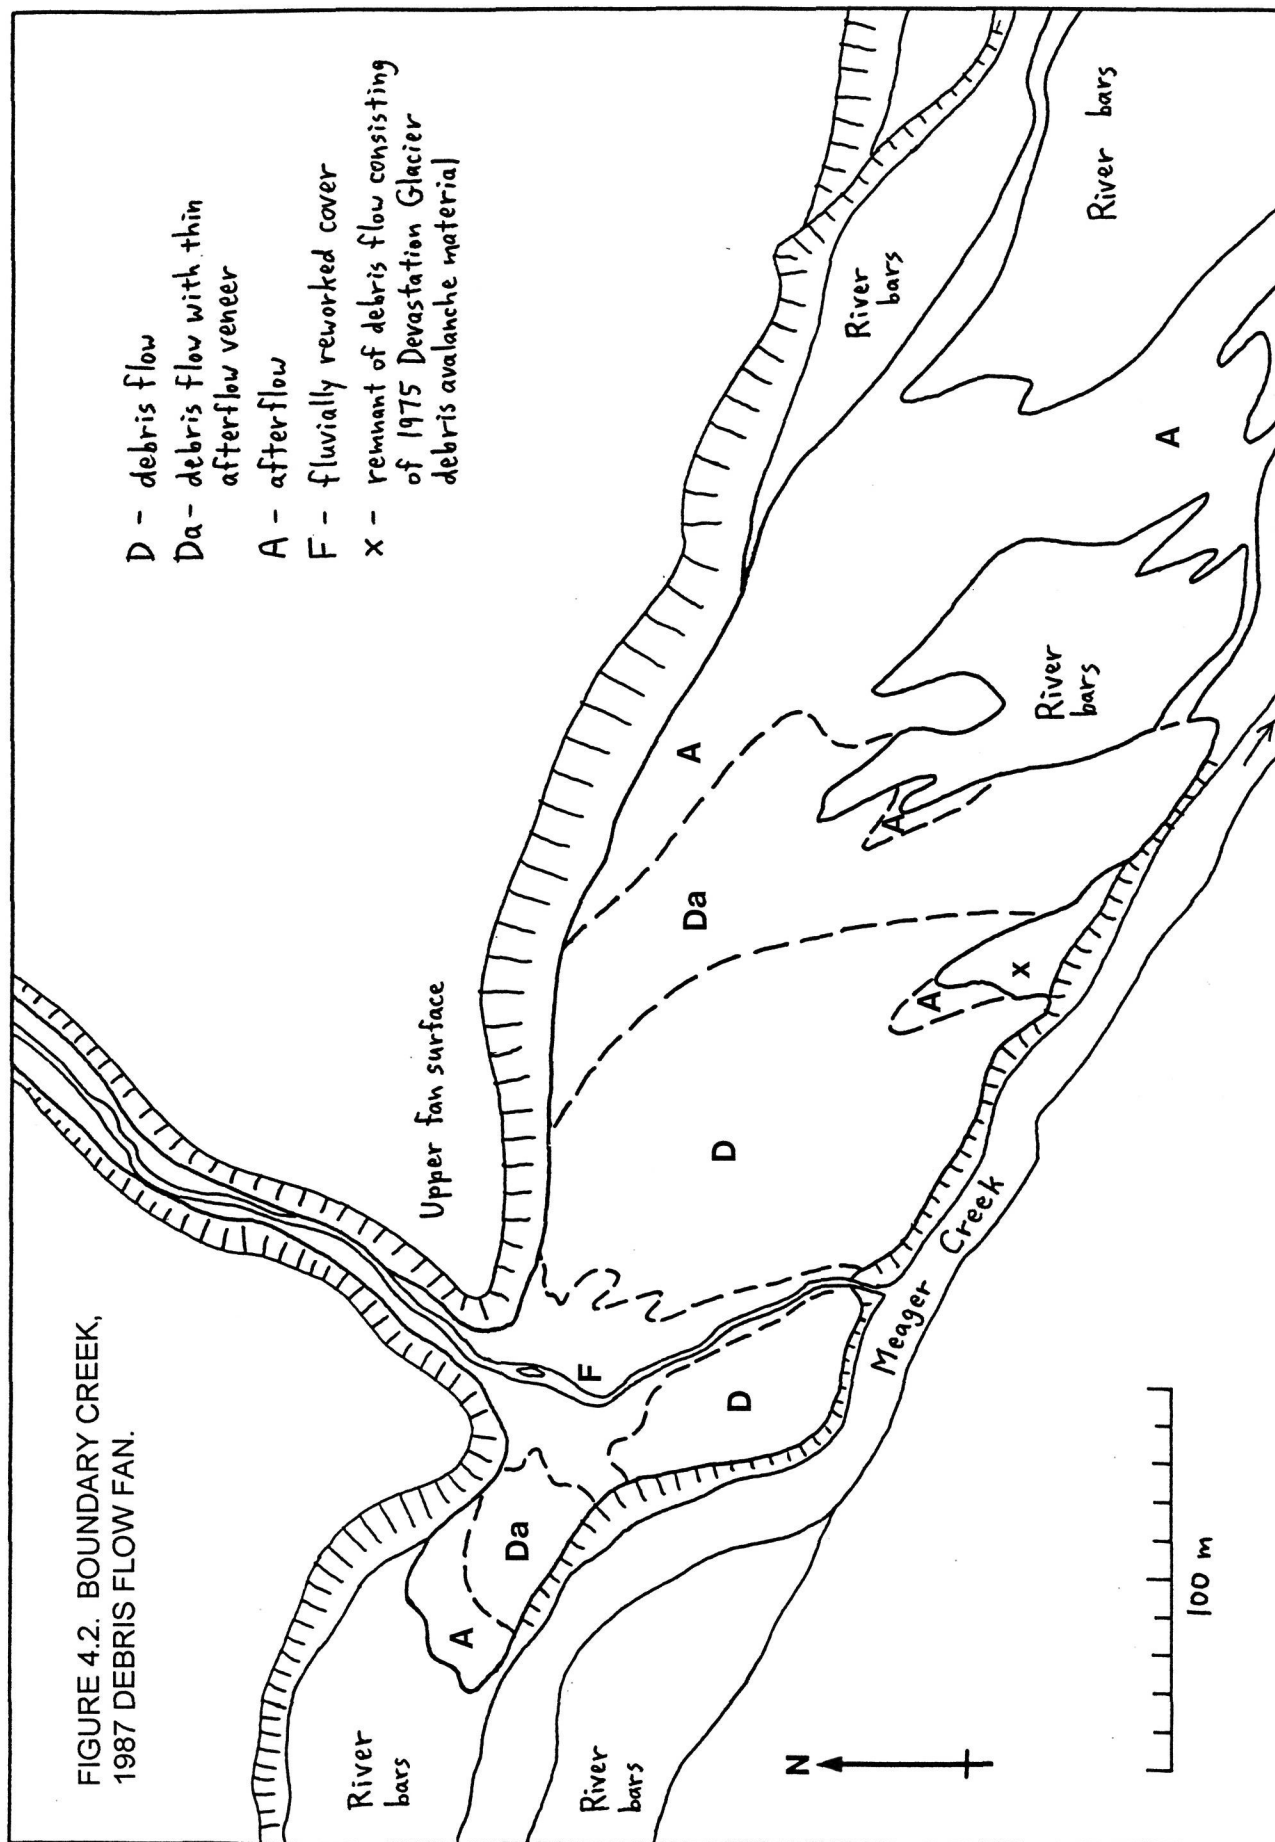 FIGURE 4.2. BOUNDARY CREEK,
1987 DEBRIS FLOW FAN.
D - debris flow
Da - debris flow with thin
afterflow veneer
A - afterflow
F - fluvially reworked cover
x - remnant of debris flow consisting
of 1975 Devastation Glacier
debris avalanche material
Upper fan surface
River
bars
River
bars
A
Da
F
D
D
Da
A
A
A
x
River
bars
River
bars
River bars
A
Meager Creek
N
100 m